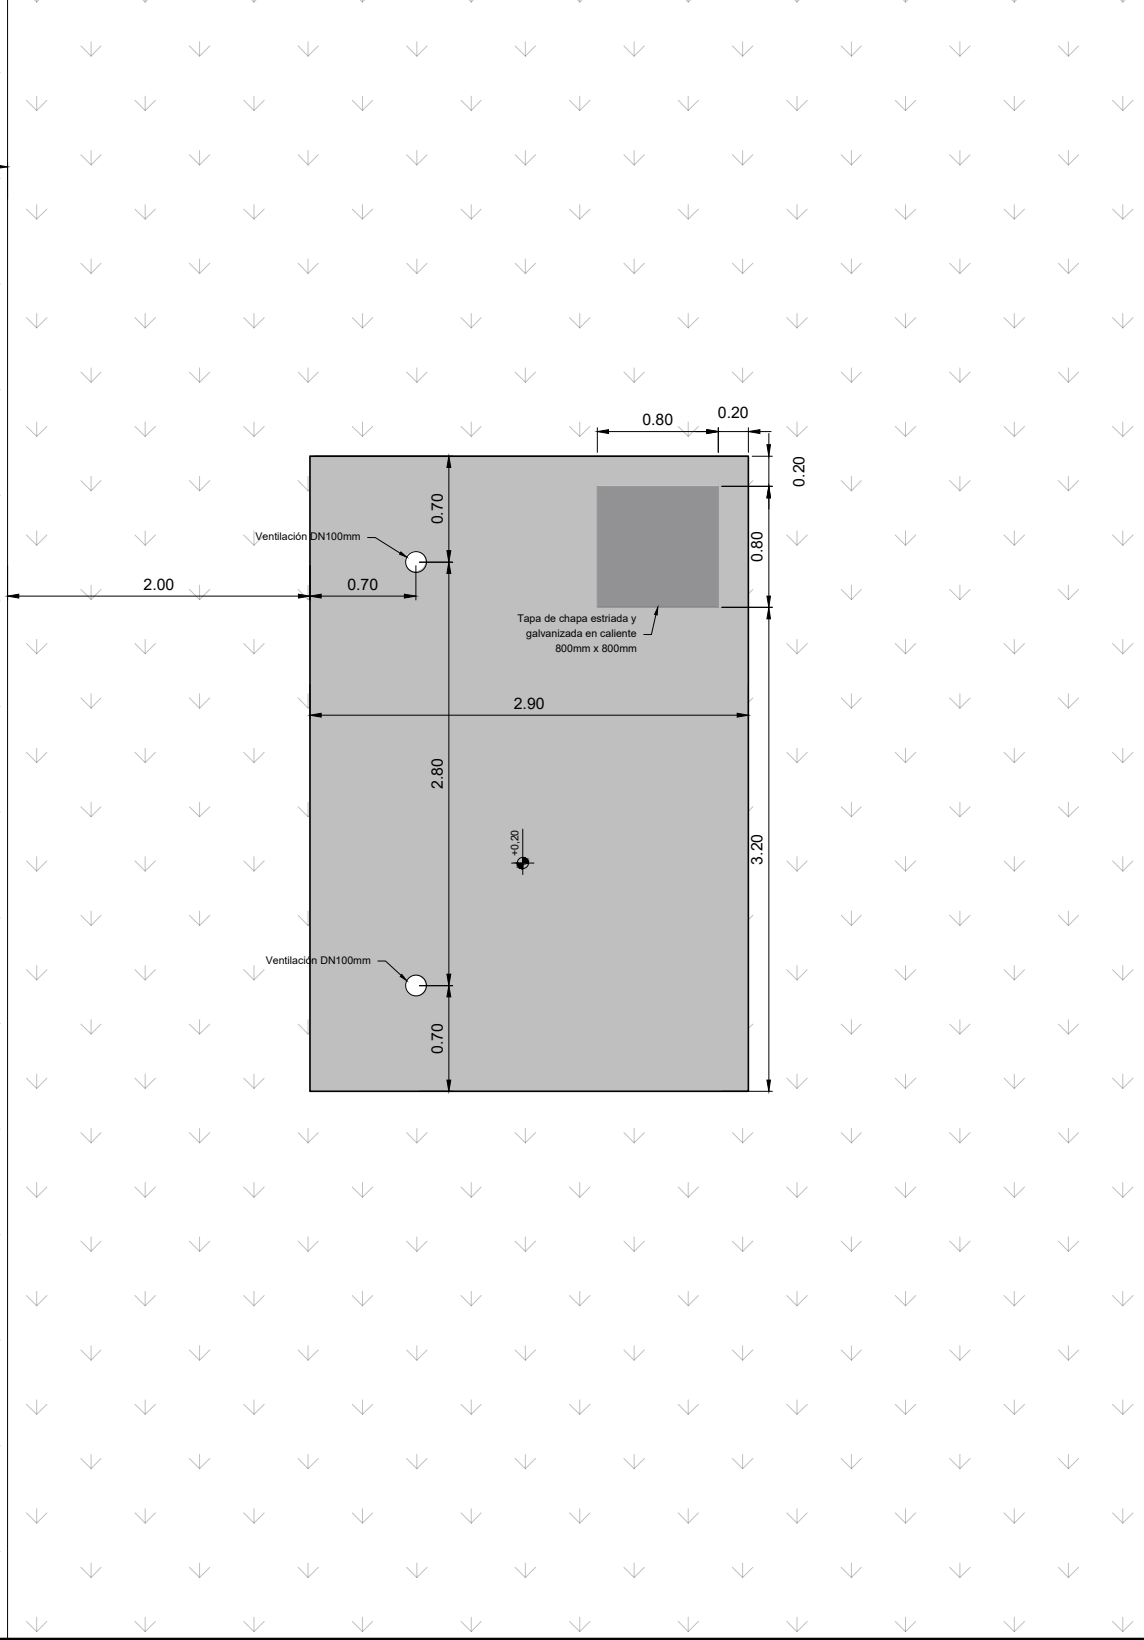 0.80
0.20
0.20
0.70
Ventilación DN100mm
0.80
2.00
0.70
Tapa de chapa estriada y
galvanizada en caliente
800mm x 800mm
2.90
2.80
+0,20
3.20
Ventilación DN100mm
0.70